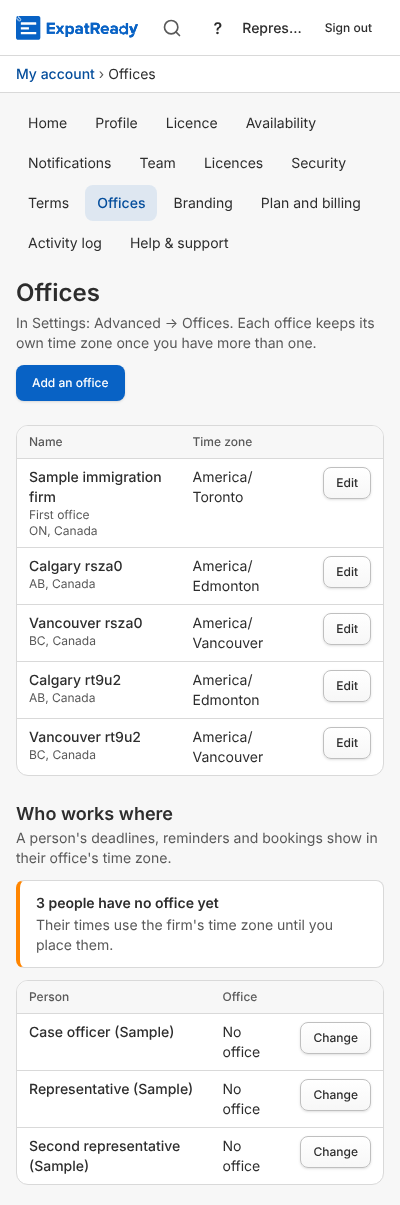 ExpatReady ? Repres... Sign out
My account › Offices
Home Profile Licence Availability
Notifications Team Licences Security
Terms Offices Branding Plan and billing
Activity log Help & support
Offices
In Settings: Advanced → Offices. Each office keeps its
own time zone once you have more than one.
Add an office
Name Time zone
Sample immigration
firm
First office
ON, Canada
America/
Toronto
Edit
Calgary rsza0
AB, Canada
America/
Edmonton
Edit
Vancouver rsza0
BC, Canada
America/
Vancouver
Edit
Calgary rt9u2
AB, Canada
America/
Edmonton
Edit
Vancouver rt9u2
BC, Canada
America/
Vancouver
Edit
Who works where
A person's deadlines, reminders and bookings show in
their office's time zone.
3 people have no office yet
Their times use the firm's time zone until you
place them.
Person Office
Case officer (Sample)
No
office
Change
Representative (Sample)
No
office
Change
Second representative
(Sample)
No
office
Change